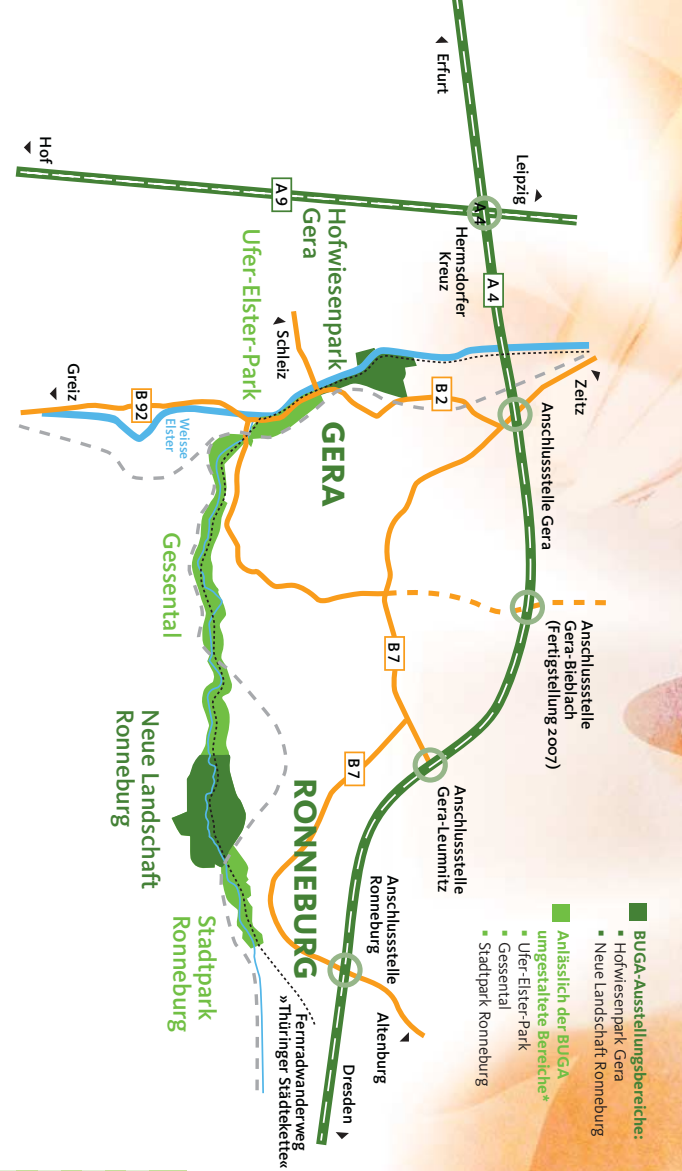 Erfurt
Leipzig
A 4
Hermsdorfer
Kreuz
A 4
Zeitz
Anschlussstelle Gera
Anschlussstelle
Gera-Bieblach
(Fertigstellung 2007)
BUGA-Ausstellungsbereiche:
▪ Hofwiesenpark Gera
▪ Neue Landschaft Ronneburg
Anlässlich der BUGA
umgestaltete Bereiche*
▪ Ufer-Elster-Park
▪ Gessental
▪ Stadtpark Ronneburg
Hof
A 9
Hofwiesenpark
Gera
Ufer-Elster-Park
Schleiz
B 2
GERA
Greiz
B 92
Weisse
Elster
Gessental
B 7
B 7
Anschlussstelle
Gera-Leumnitz
Neue Landschaft
Ronneburg
RONNEBURG
Anschlussstelle
Ronneburg
Stadtpark
Ronneburg
Altenburg
Dresden
Fernradwanderweg
»Thüringer Städtekette«